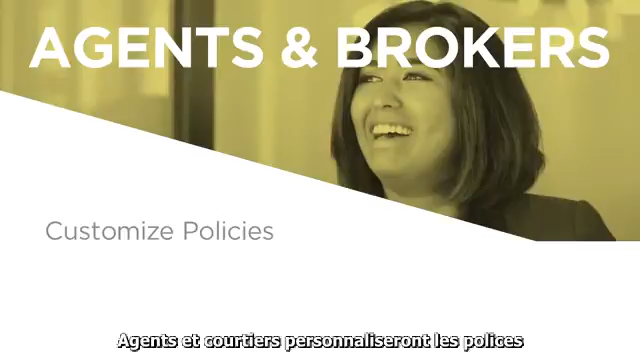 AGENTS & BROKERS
Customize Policies
Agents et courtiers personnaliseront les polices